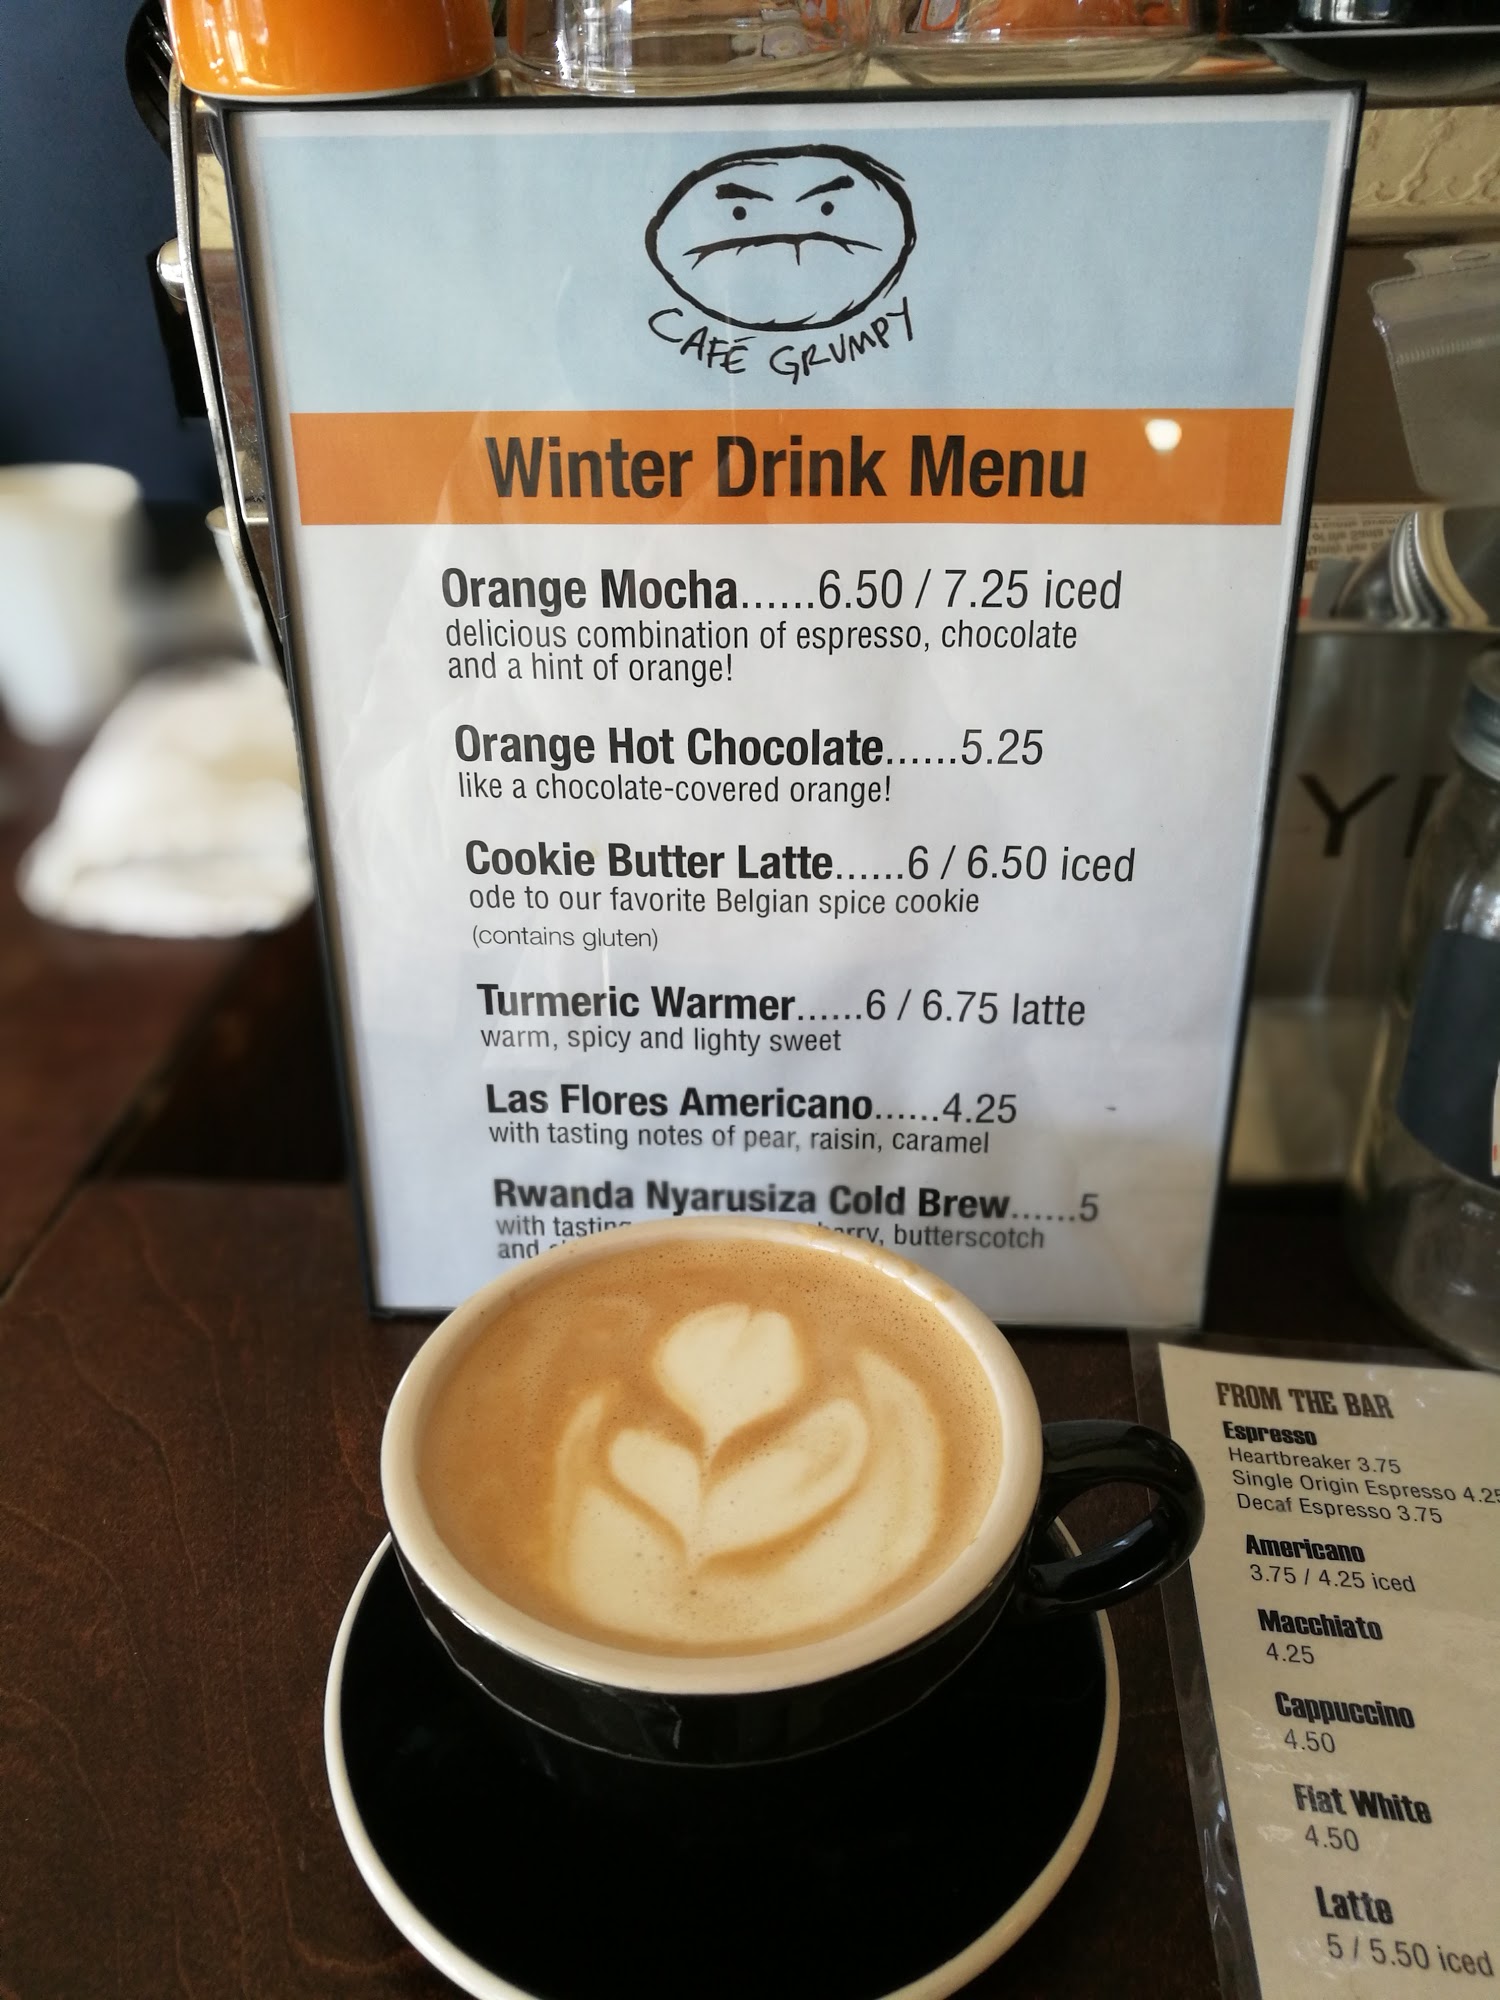 CAFÉ GRUMPY
Winter Drink Menu
Orange Mocha......6.50 / 7.25 iced
delicious combination of espresso, chocolate
and a hint of orange!
Orange Hot Chocolate......5.25
like a chocolate-covered orange!
Cookie Butter Latte......6 / 6.50 iced
ode to our favorite Belgian spice cookie
(contains gluten)
Turmeric Warmer......6 / 6.75 latte
warm, spicy and lighty sweet
Las Flores Americano......4.25
with tasting notes of pear, raisin, caramel
Rwanda Nyarusiza Cold Brew......5
with butterscotch
and
FROM THE BAR
Espresso
Heartbreaker 3.75
Single Origin Espresso 4.25
Decaf Espresso 3.75
Americano
3.75 / 4.25 iced
Macchiato
4.25
Cappuccino
4.50
Flat White
4.50
Latte
5 / 5.50 iced